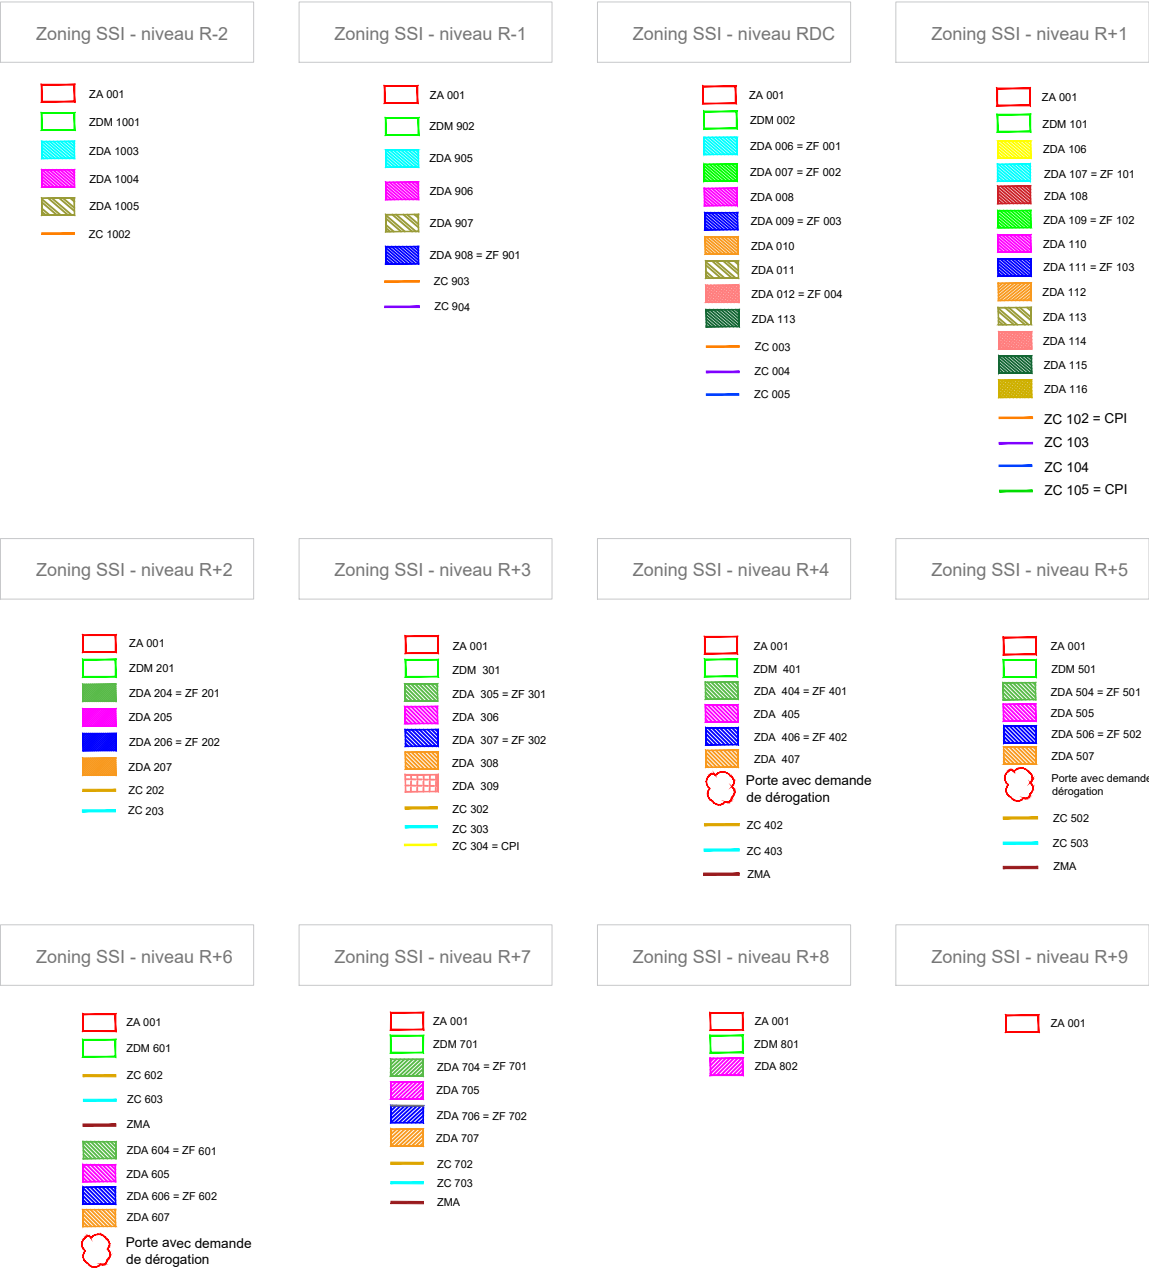 Zoning SSI - niveau R-2
ZA 001
ZDM 1001
ZDA 1003
ZDA 1004
ZDA 1005
ZC 1002
Zoning SSI - niveau R-1
ZA 001
ZDM 902
ZDA 905
ZDA 906
ZDA 907
ZDA 908 = ZF 901
ZC 903
ZC 904
Zoning SSI - niveau RDC
ZA 001
ZDM 002
ZDA 006 = ZF 001
ZDA 007 = ZF 002
ZDA 008
ZDA 009 = ZF 003
ZDA 010
ZDA 011
ZDA 012 = ZF 004
ZDA 113
ZC 003
ZC 004
ZC 005
Zoning SSI - niveau R+1
ZA 001
ZDM 101
ZDA 106
ZDA 107 = ZF 101
ZDA 108
ZDA 109 = ZF 102
ZDA 110
ZDA 111 = ZF 103
ZDA 112
ZDA 113
ZDA 114
ZDA 115
ZDA 116
ZC 102 = CPI
ZC 103
ZC 104
ZC 105 = CPI
Zoning SSI - niveau R+2
ZA 001
ZDM 201
ZDA 204 = ZF 201
ZDA 205
ZDA 206 = ZF 202
ZDA 207
ZC 202
ZC 203
Zoning SSI - niveau R+3
ZA 001
ZDM 301
ZDA 305 = ZF 301
ZDA 306
ZDA 307 = ZF 302
ZDA 308
ZDA 309
ZC 302
ZC 303
ZC 304 = CPI
Zoning SSI - niveau R+4
ZA 001
ZDM 401
ZDA 404 = ZF 401
ZDA 405
ZDA 406 = ZF 402
ZDA 407
Porte avec demande
de dérogation
ZC 402
ZC 403
ZMA
Zoning SSI - niveau R+5
ZA 001
ZDM 501
ZDA 504 = ZF 501
ZDA 505
ZDA 506 = ZF 502
ZDA 507
Porte avec demande
dérogation
ZC 502
ZC 503
ZMA
Zoning SSI - niveau R+6
ZA 001
ZDM 601
ZC 602
ZC 603
ZMA
ZDA 604 = ZF 601
ZDA 605
ZDA 606 = ZF 602
ZDA 607
Porte avec demande
de dérogation
Zoning SSI - niveau R+7
ZA 001
ZDM 701
ZDA 704 = ZF 701
ZDA 705
ZDA 706 = ZF 702
ZDA 707
ZC 702
ZC 703
ZMA
Zoning SSI - niveau R+8
ZA 001
ZDM 801
ZDA 802
Zoning SSI - niveau R+9
ZA 001